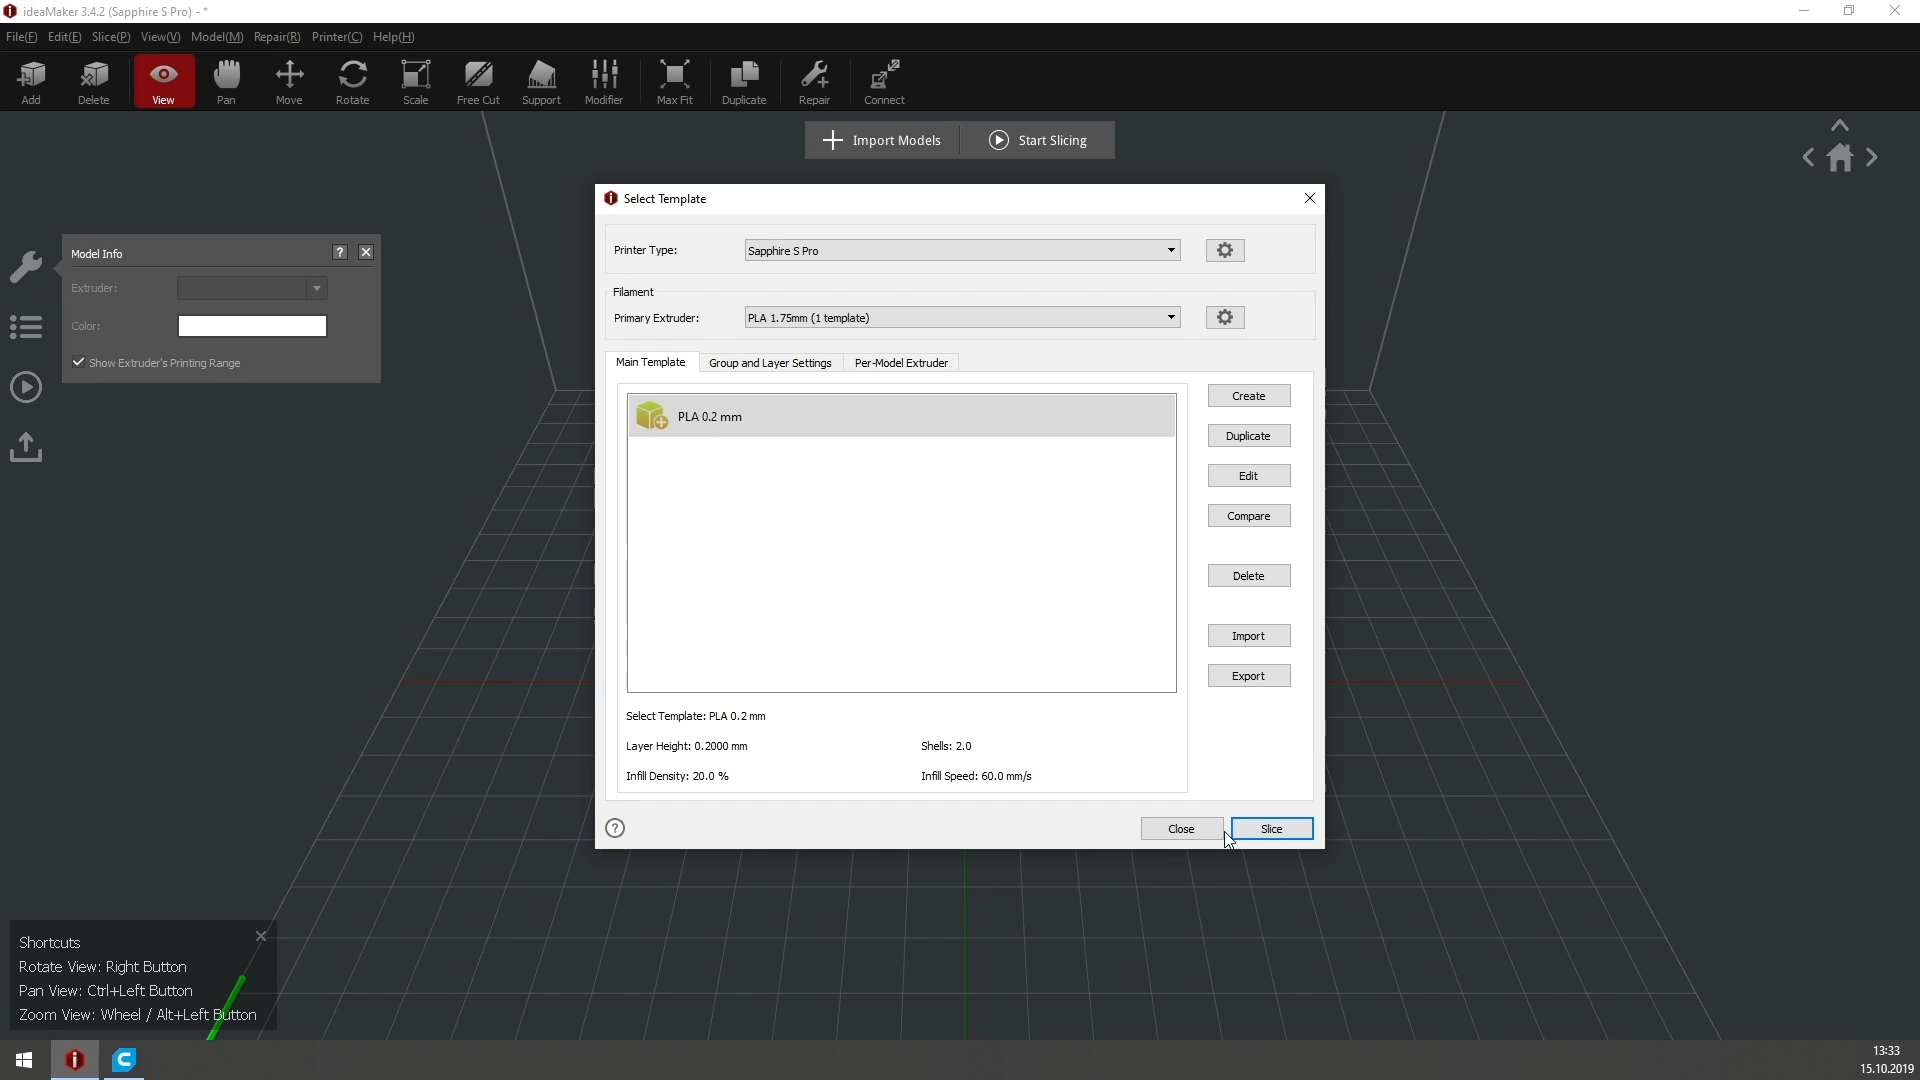 ideaMaker 3.4.2 (Sapphire S Pro) - *
File(F) Edit(E) Slice(P) View(V) Model(M) Repair(R) Printer(C) Help(H)
Add Delete View Pan Move Rotate Scale Free Cut Support Modifier Max Fit Duplicate Repair Connect
Import Models Start Slicing
Select Template
Printer Type: Sapphire S Pro
Model Info ?
Extruder:
Color:
Show Extruder's Printing Range
Filament
Primary Extruder: PLA 1.75mm (1 template)
Main Template Group and Layer Settings Per-Model Extruder
PLA 0.2 mm
Create
Duplicate
Edit
Compare
Delete
Import
Export
Select Template: PLA 0.2 mm
Layer Height: 0.2000 mm Shells: 2.0
Infill Density: 20.0 % Infill Speed: 60.0 mm/s
? Close Slice
Shortcuts
Rotate View: Right Button
Pan View: Ctrl+Left Button
Zoom View: Wheel / Alt+Left Button
13:33
15.10.2019